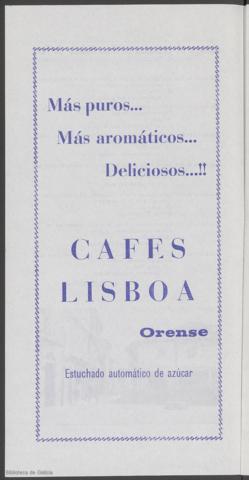 Más puros...
Más aromáticos...
Deliciosos...!!
CAFES
LISBOA
Orense
Estuchado automático de azúcar
Biblioteca de Galicia